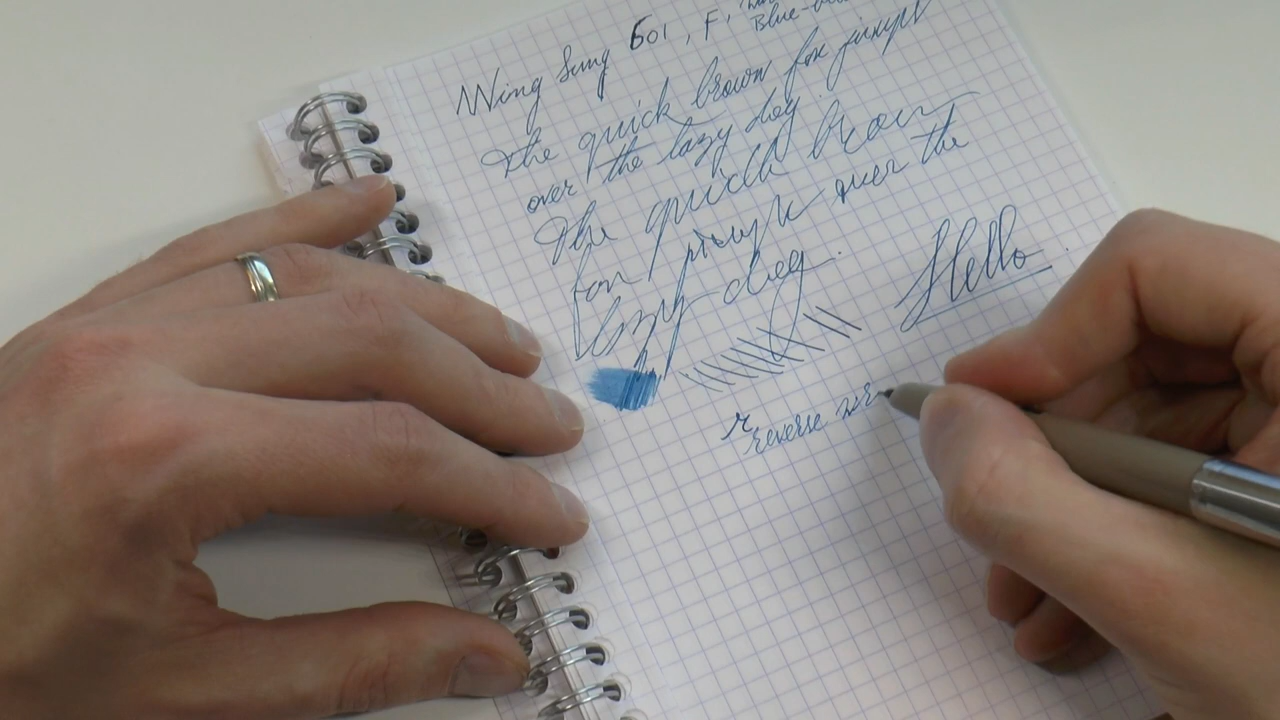 Wing Sung 601, F,
Blue-
The quick brown fox jumps
over the lazy dog.
The quick brown
fox jumps over the
lazy dog.
Hello.
r
reverse wr